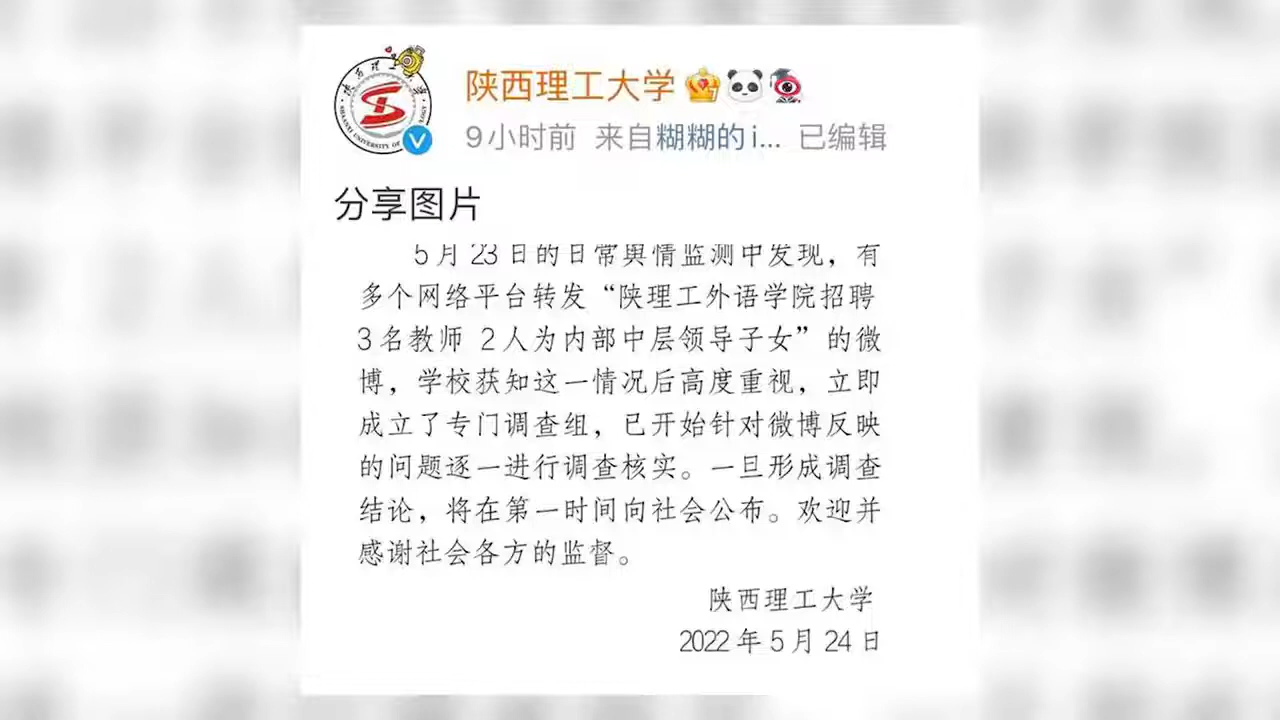 陕西理工大学
9小时前 来自糊糊的i... 已编辑
分享图片
5月23日的日常舆情监测中发现，有
多个网络平台转发“陕理工外语学院招聘
3名教师 2人为内部中层领导子女”的微
博，学校获知这一情况后高度重视，立即
成立了专门调查组，已开始针对微博反映
的问题逐一进行调查核实。一旦形成调查
结论，将在第一时间向社会公布。欢迎并
感谢社会各方的监督。
陕西理工大学
2022年5月24日